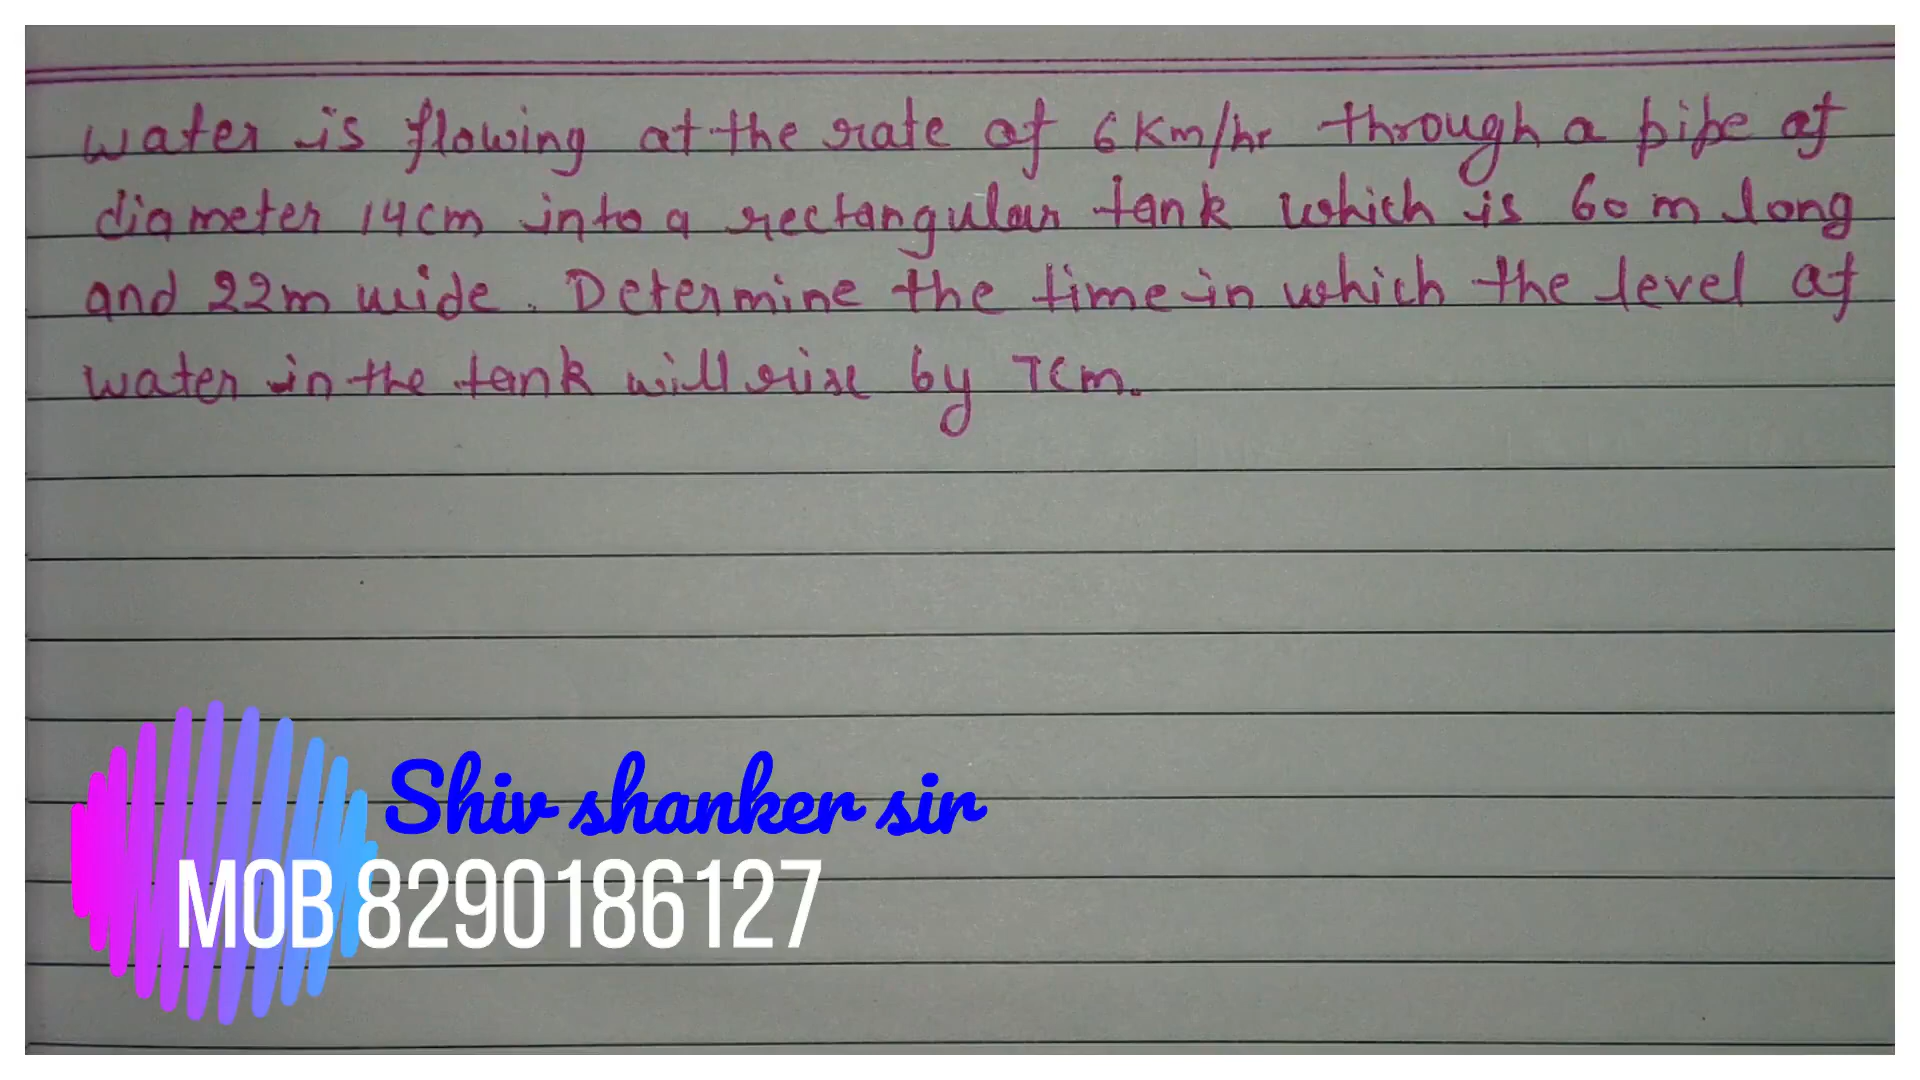 water is flowing at the rate of 6 Km/hr through a pipe of
diameter 14cm into a rectangular tank which is 60 m long
and 22m wide. Determine the time in which the level of
water in the tank will rise by 7cm.
Shiv shanker sir
MOB 8290186127